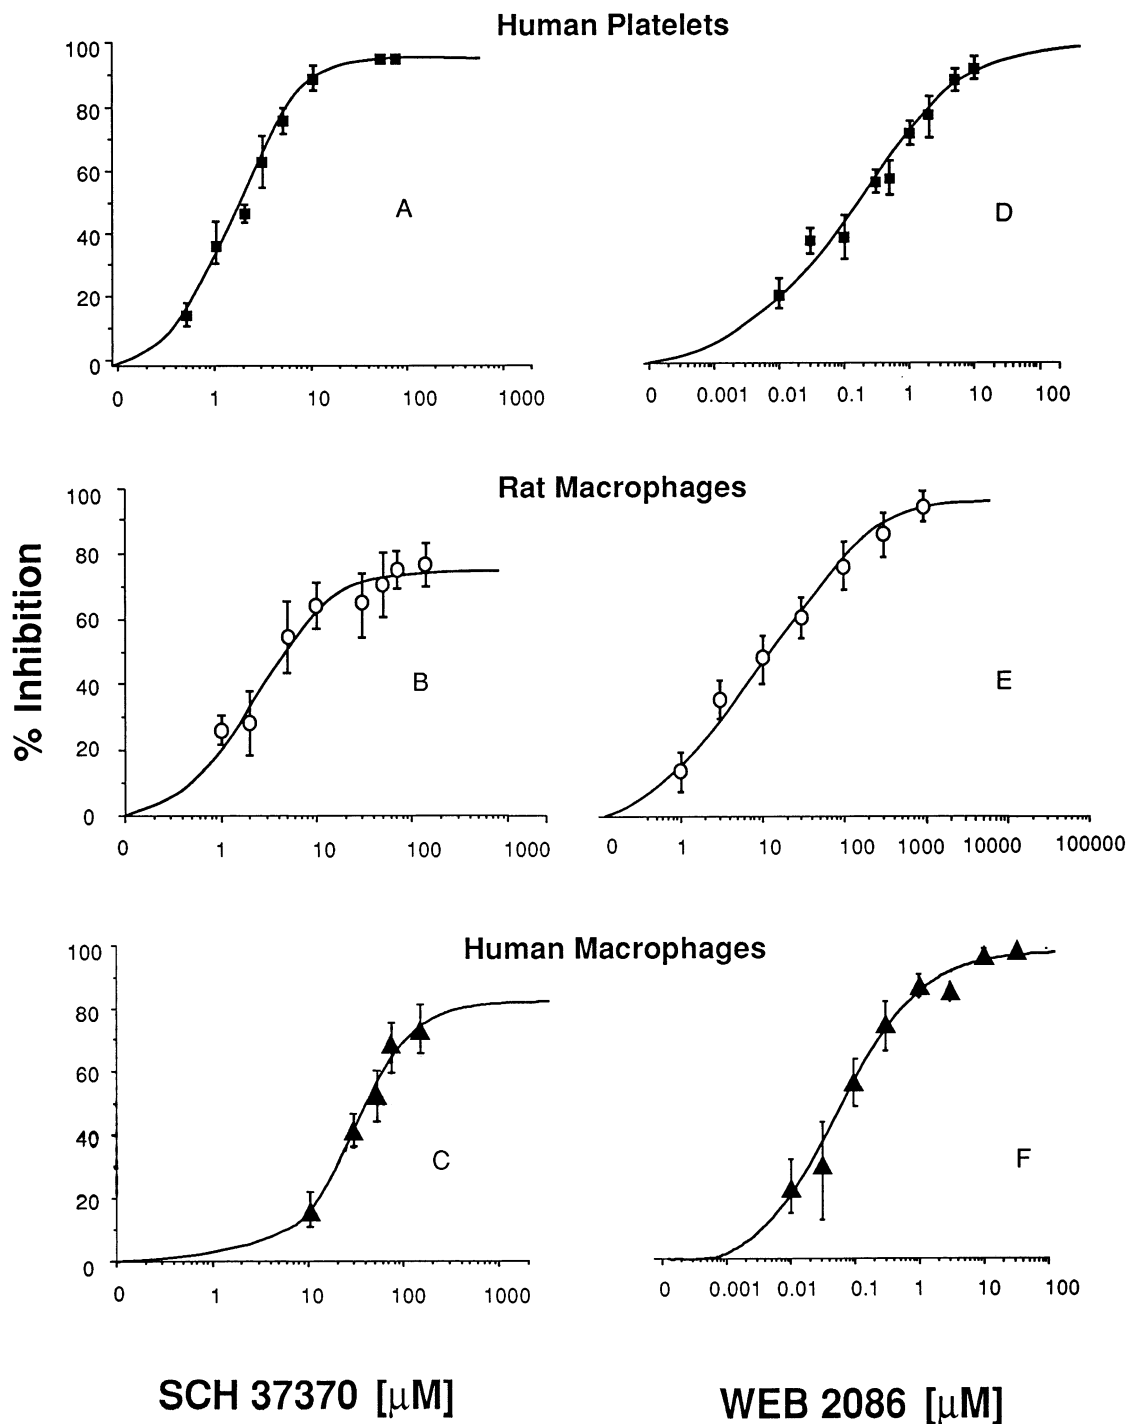 Human Platelets
100
80
60
40
20
0
A
0 1 10 100 1000
D
0 0.001 0.01 0.1 1 10 100
Rat Macrophages
100
80
60
40
20
0
B
0 1 10 100 1000
E
0 1 10 100 1000 10000 100000
% Inhibition
Human Macrophages
100
80
60
40
20
0
C
0 1 10 100 1000
F
0 0.001 0.01 0.1 1 10 100
SCH 37370 [μM]
WEB 2086 [μM]